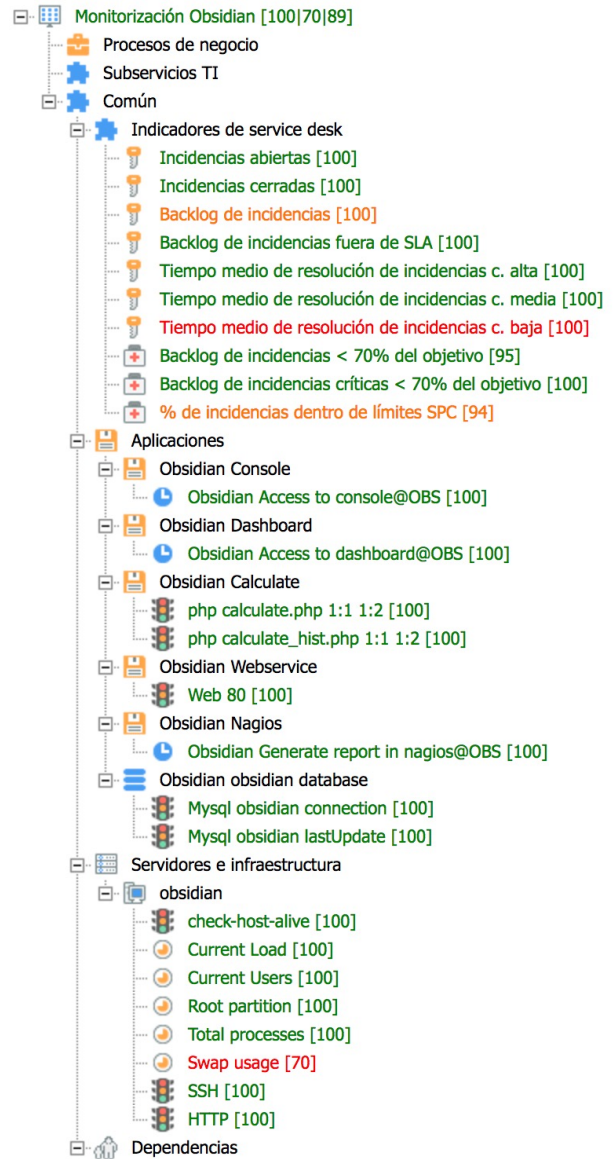 Monitorización Obsidian [100|70|89]
Procesos de negocio
Subservicios TI
Común
Indicadores de service desk
Incidencias abiertas [100]
Incidencias cerradas [100]
Backlog de incidencias [100]
Backlog de incidencias fuera de SLA [100]
Tiempo medio de resolución de incidencias c. alta [100]
Tiempo medio de resolución de incidencias c. media [100]
Tiempo medio de resolución de incidencias c. baja [100]
Backlog de incidencias < 70% del objetivo [95]
Backlog de incidencias críticas < 70% del objetivo [100]
% de incidencias dentro de límites SPC [94]
Aplicaciones
Obsidian Console
Obsidian Access to console@OBS [100]
Obsidian Dashboard
Obsidian Access to dashboard@OBS [100]
Obsidian Calculate
php calculate.php 1:1 1:2 [100]
php calculate_hist.php 1:1 1:2 [100]
Obsidian Webservice
Web 80 [100]
Obsidian Nagios
Obsidian Generate report in nagios@OBS [100]
Obsidian obsidian database
Mysql obsidian connection [100]
Mysql obsidian lastUpdate [100]
Servidores e infraestructura
obsidian
check-host-alive [100]
Current Load [100]
Current Users [100]
Root partition [100]
Total processes [100]
Swap usage [70]
SSH [100]
HTTP [100]
Dependencias